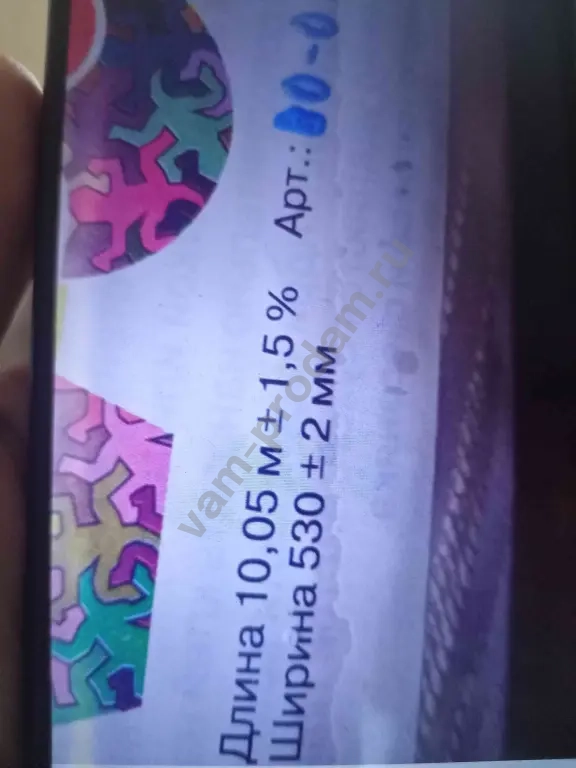 Длина 10,05 м ± 1,5 % Арт.:
Ширина 530 ± 2 мм
vam-prodam.ru